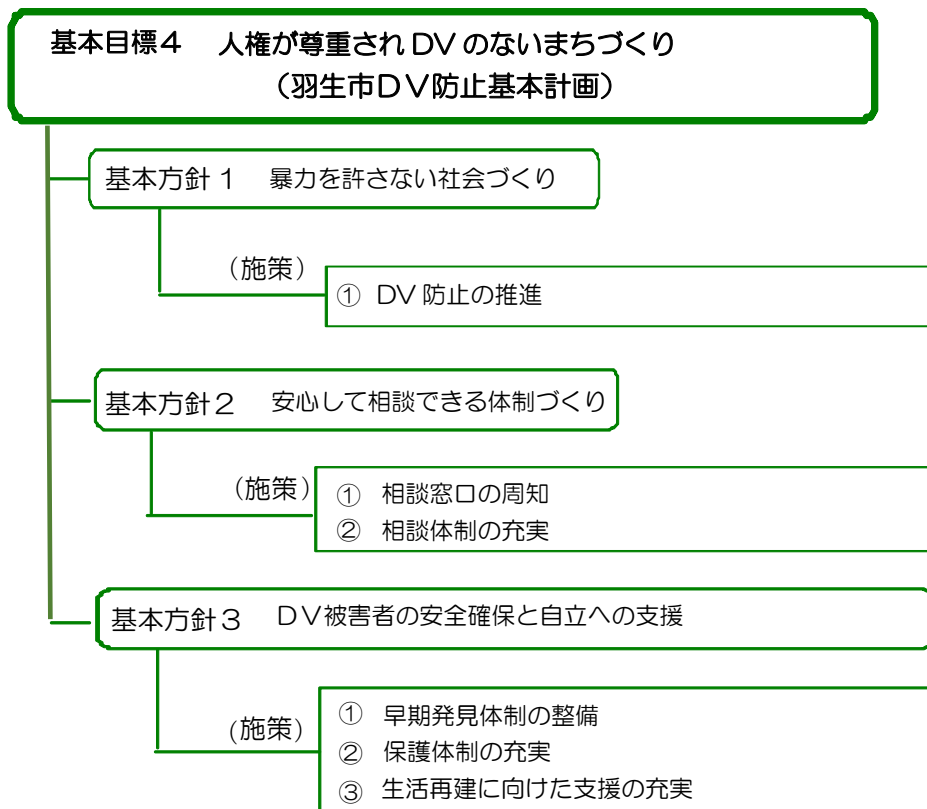 基本目標４　人権が尊重されDVのないまちづくり
（羽生市ＤＶ防止基本計画）
基本方針１　暴力を許さない社会づくり
（施策）
①　DV防止の推進
基本方針２　安心して相談できる体制づくり
（施策）
①　相談窓口の周知
②　相談体制の充実
基本方針３　ＤＶ被害者の安全確保と自立への支援
（施策）
①　早期発見体制の整備
②　保護体制の充実
③　生活再建に向けた支援の充実